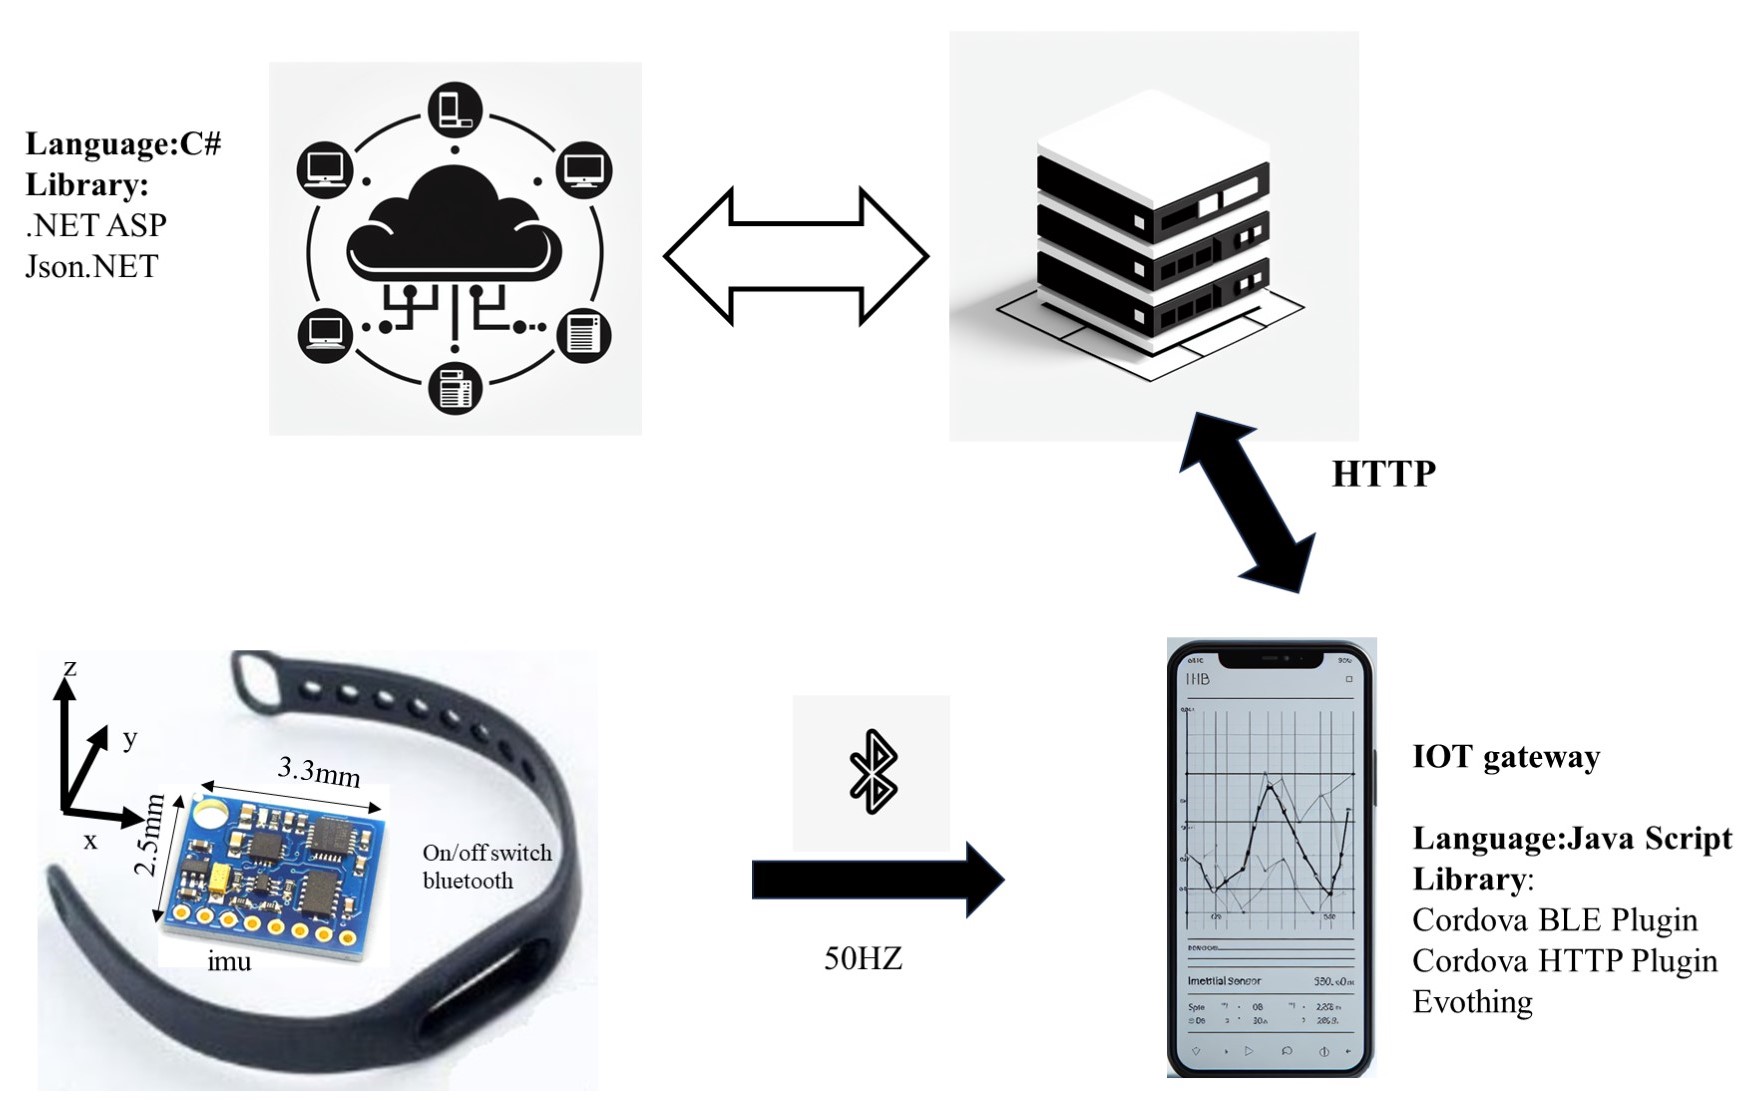 Language:C#
Library:
.NET ASP
Json.NET
HTTP
z
y
x
3.3mm
2.5mm
On/off switch
bluetooth
imu
50HZ
IHB
Imetitial Sensor
IOT gateway
Language:Java Script
Library:
Cordova BLE Plugin
Cordova HTTP Plugin
Evothing